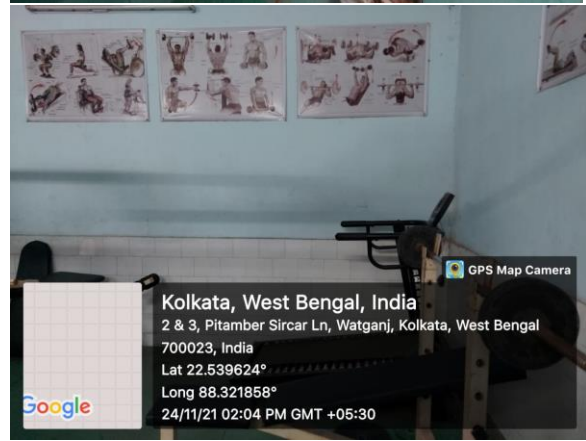 GPS Map Camera
Kolkata, West Bengal, India
2 & 3, Pitamber Sircar Ln, Watganj, Kolkata, West Bengal
700023, India
Lat 22.539624°
Long 88.321858°
24/11/21 02:04 PM GMT +05:30
Google